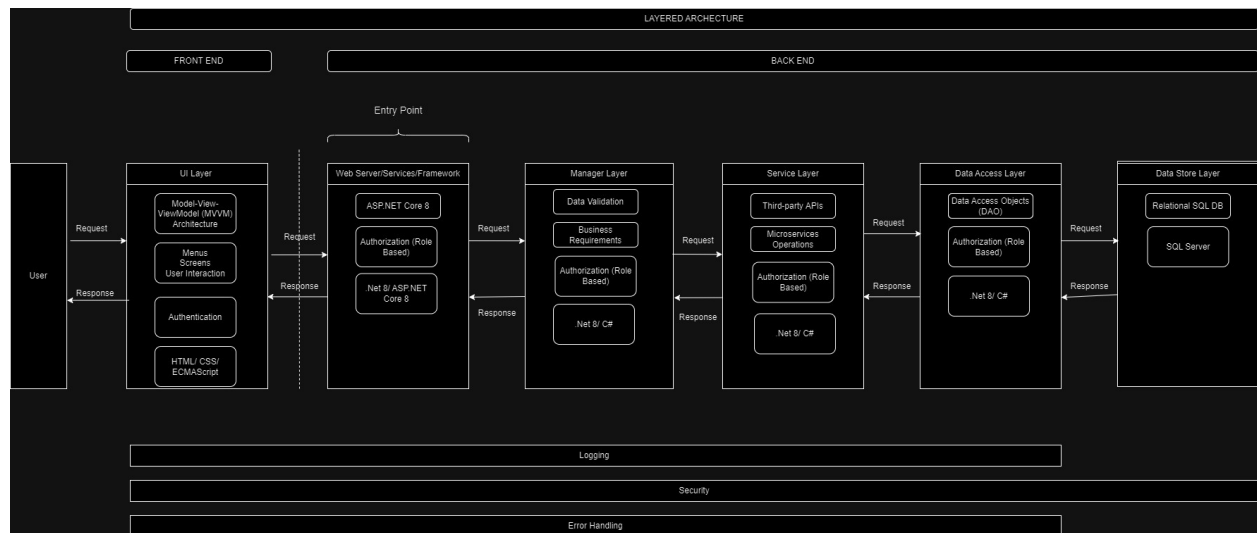 LAYERED ARCHECTURE
FRONT END
BACK END
Entry Point
User
Request
Response
UI Layer
Model-View-
ViewModel (MVVM)
Architecture
Menus
Screens
User Interaction
Authentication
HTML/ CSS/
ECMAScript
Request
Response
Web Server/Services/Framework
ASP.NET Core 8
Authorization (Role
Based)
.Net 8/ ASP.NET
Core 8
Request
Response
Manager Layer
Data Validation
Business
Requirements
Authorization (Role
Based)
.Net 8/ C#
Request
Response
Service Layer
Third-party APIs
Microservices
Operations
Authorization (Role
Based)
.Net 8/ C#
Request
Response
Data Access Layer
Data Access Objects
(DAO)
Authorization (Role
Based)
.Net 8/ C#
Request
Response
Data Store Layer
Relational SQL DB
SQL Server
Logging
Security
Error Handling